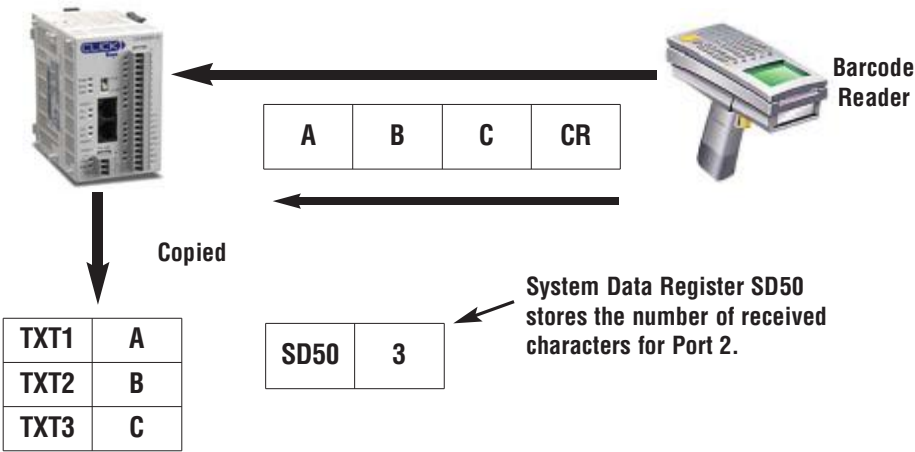 CLICK
Barcode
Reader
A B C CR
Copied
System Data Register SD50
stores the number of received
characters for Port 2.
TXT1 A
TXT2 B
TXT3 C
SD50 3